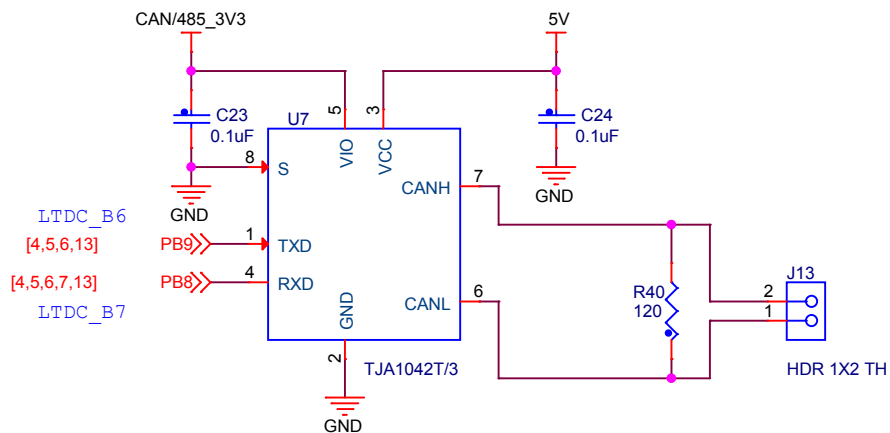 CAN/485_3V3
5V
C23
0.1uF
U7
5
3
C24
0.1uF
VIO
VCC
8
S
CANH
7
GND
GND
LTDC_B6
[4,5,6,13]
PB9
1
TXD
[4,5,6,7,13]
PB8
4
RXD
CANL
6
R40
120
J13
2
1
LTDC_B7
GND
2
TJA1042T/3
HDR 1X2 TH
GND